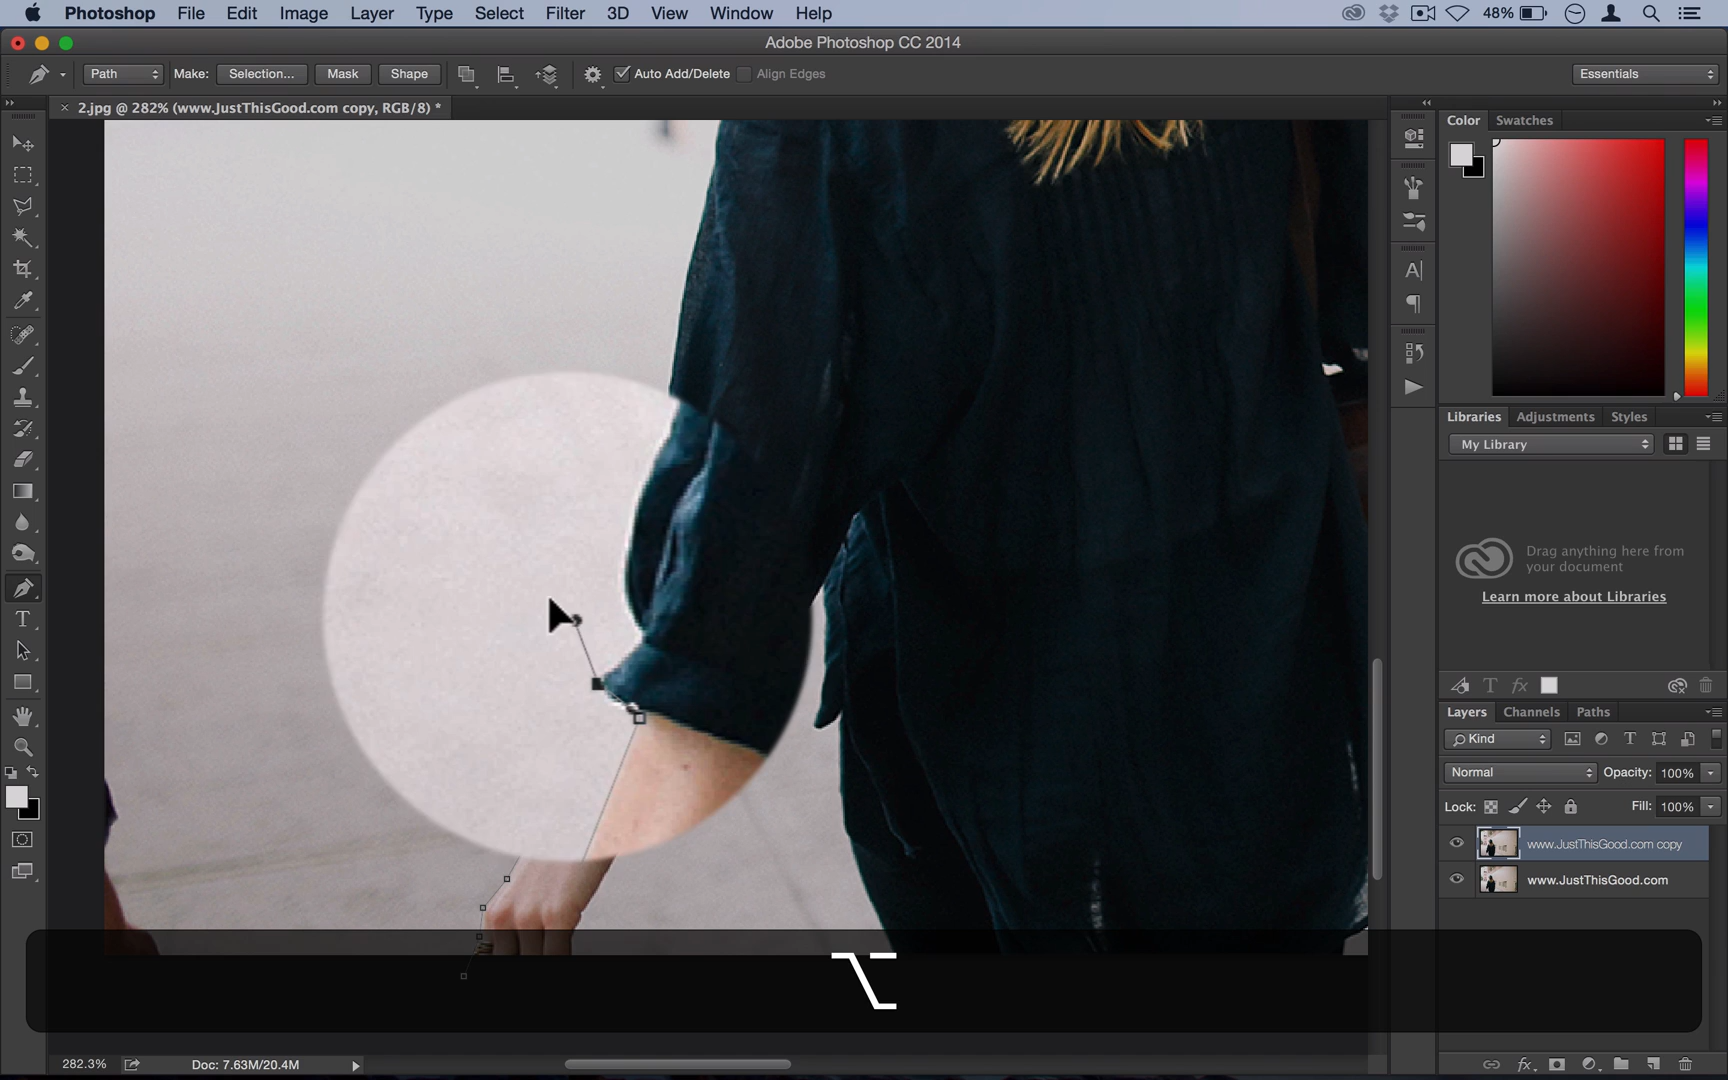 Photoshop File Edit Image Layer Type Select Filter 3D View Window Help 48%
Adobe Photoshop CC 2014
Path Make: Selection... Mask Shape Auto Add/Delete Align Edges Essentials
× 2.jpg @ 282% (www.JustThisGood.com copy, RGB/8) *
Color Swatches
Libraries Adjustments Styles
My Library
Drag anything here from
your document
Learn more about Libraries
Layers Channels Paths
Kind
Normal Opacity: 100%
Lock: Fill: 100%
www.JustThisGood.com copy
www.JustThisGood.com
⌥
282.3% Doc: 7.63M/20.4M